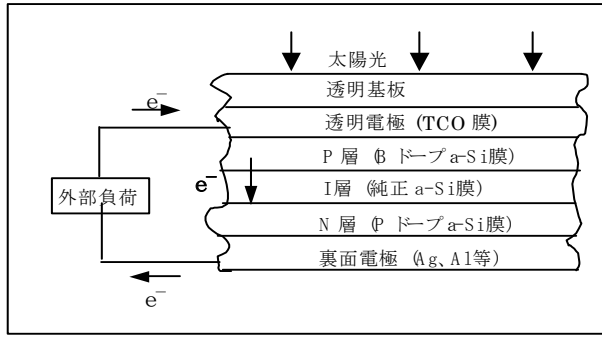 太陽光
透明基板
e⁻
透明電極 (TCO 膜)
P 層 (B ドープ a-Si膜)
e⁻
I層 (純正 a-Si膜)
外部負荷
N 層 (P ドープ a-Si膜)
裏面電極 (Ag、Al等)
e⁻